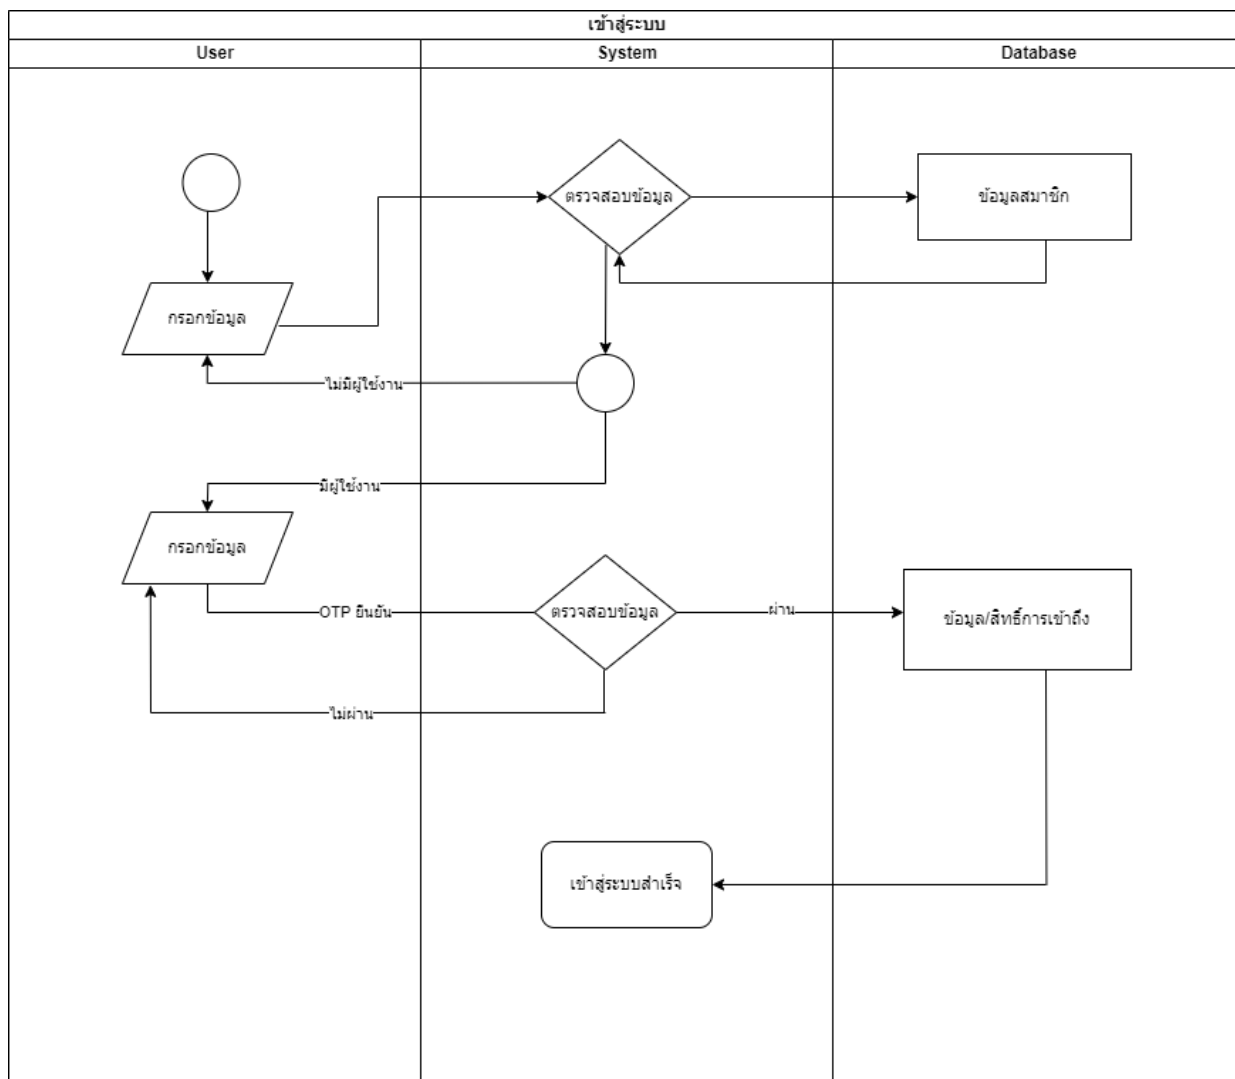 เข้าสู่ระบบ
User
System
Database
ตรวจสอบข้อมูล
ข้อมูลสมาชิก
กรอกข้อมูล
ไม่มีผู้ใช้งาน
มีผู้ใช้งาน
กรอกข้อมูล
OTP ยืนยัน
ตรวจสอบข้อมูล
ผ่าน
ข้อมูล/สิทธิ์การเข้าถึง
ไม่ผ่าน
เข้าสู่ระบบสำเร็จ